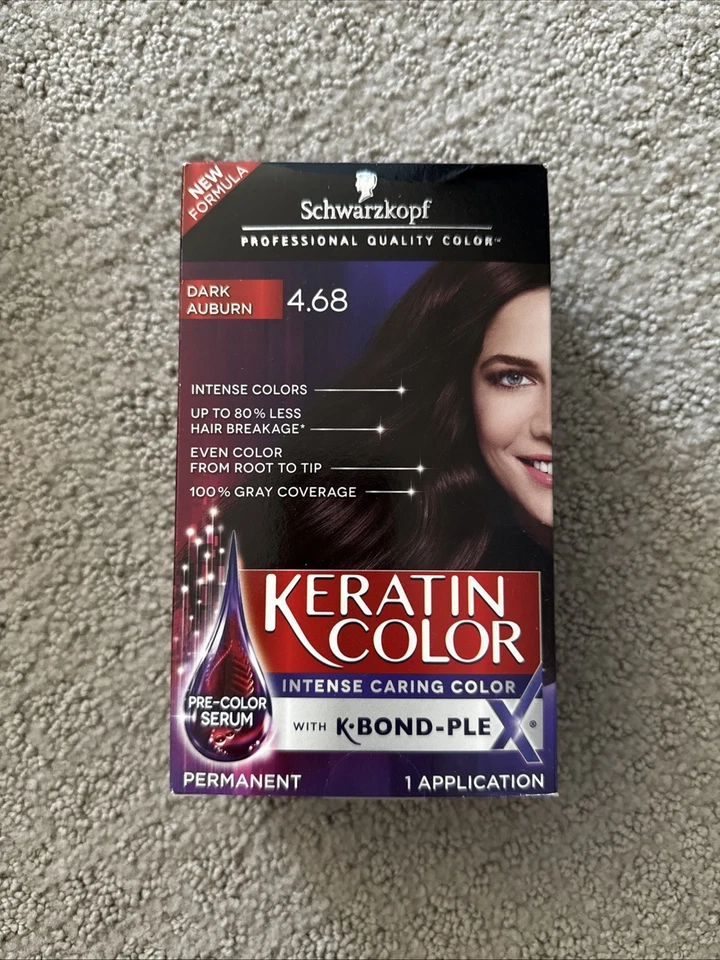 NEW
FORMULA
Schwarzkopf
PROFESSIONAL QUALITY COLOR™
DARK
AUBURN
4.68
INTENSE COLORS
UP TO 80% LESS
HAIR BREAKAGE*
EVEN COLOR
FROM ROOT TO TIP
100% GRAY COVERAGE
KERATIN
COLOR
INTENSE CARING COLOR
PRE-COLOR
SERUM
WITH K·BOND-PLEX®
PERMANENT
1 APPLICATION